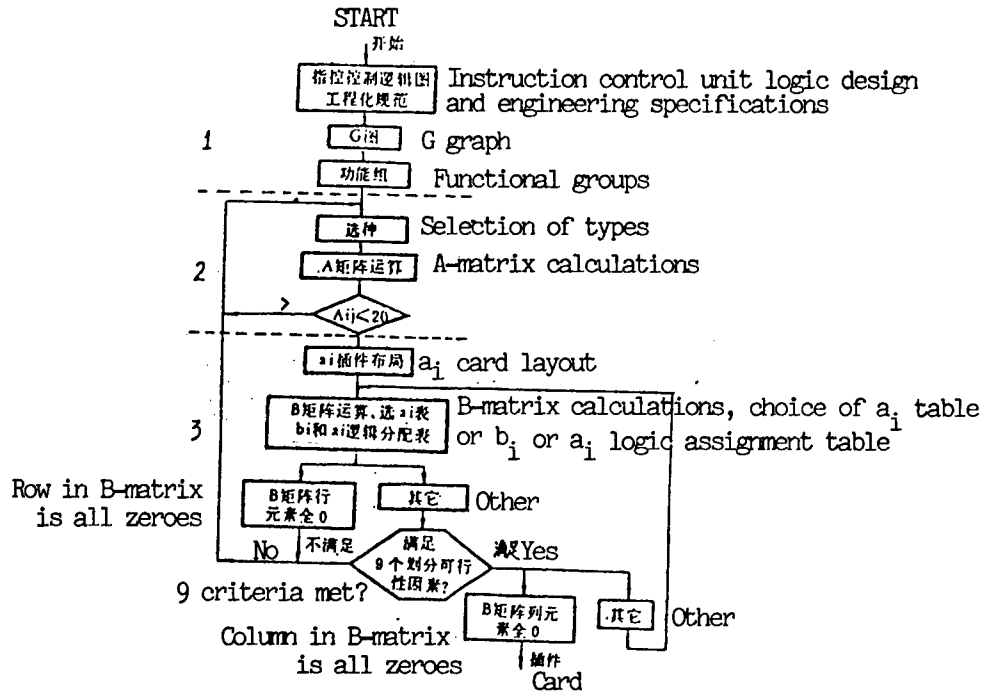 START
开始
指控控制逻辑图
工程化规范
Instruction control unit logic design
and engineering specifications
1
G图
G graph
功能组
Functional groups
选种
Selection of types
2
A矩阵运算
A-matrix calculations
>
Aij<20
ai插件布局
ai card layout
3
B矩阵运算、选ai表
bi和ai逻辑分配表
B-matrix calculations, choice of ai table
or bi or ai logic assignment table
Row in B-matrix
is all zeroes
B矩阵行
元素全0
其它
Other
No
不满足
满足
9个划分可行
性因素?
满足
Yes
9 criteria met?
B矩阵列元
素全0
其它
Other
Column in B-matrix
is all zeroes
插件
Card